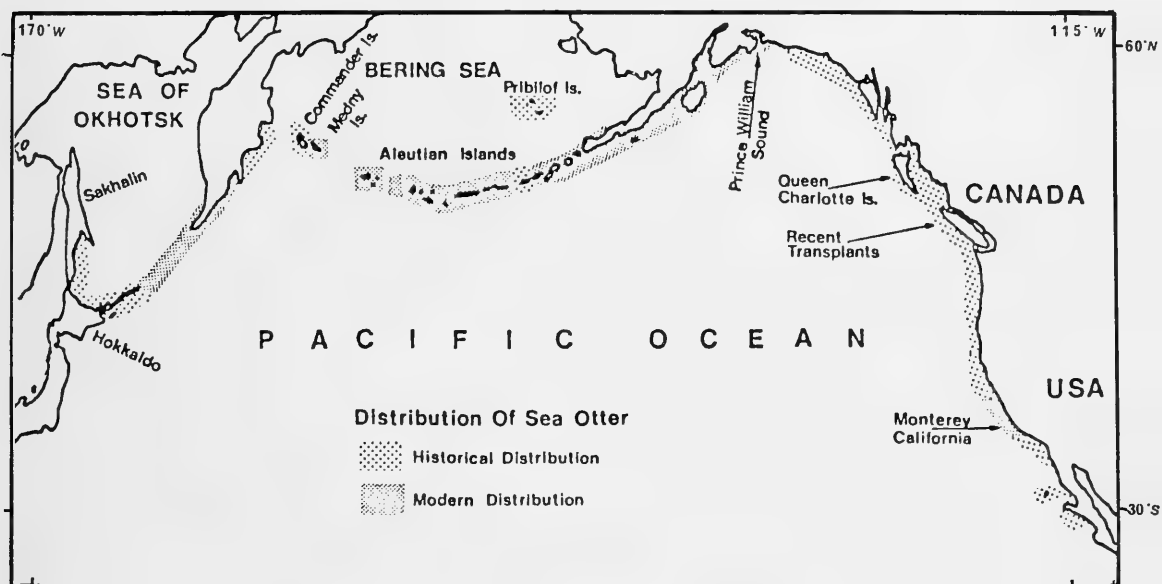 170°W
115°W
60°N
SEA OF
OKHOTSK
Commander Is.
Medny
Is.
BERING SEA
Pribilof Is.
Aleutian Islands
Sakhalin
Hokkaido
Prince William
Sound
Queen
Charlotte Is.
CANADA
Recent
Transplants
PACIFIC OCEAN
USA
Monterey
California
Distribution Of Sea Otter
Historical Distribution
Modern Distribution
30°S